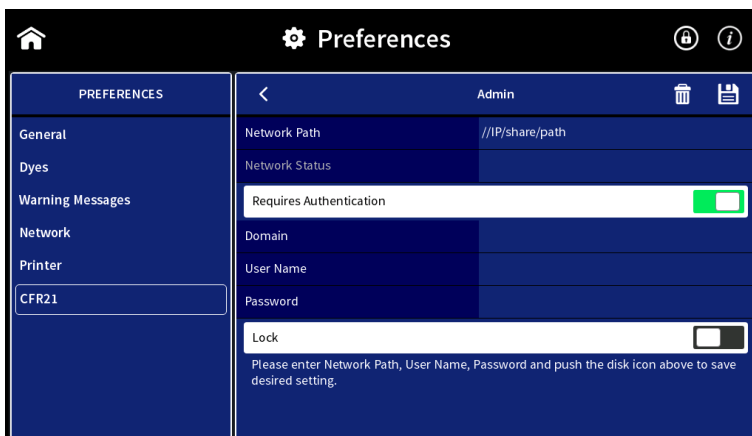 Preferences
PREFERENCES
General
Dyes
Warning Messages
Network
Printer
CFR21
Admin
Network Path //IP/share/path
Network Status
Requires Authentication
Domain
User Name
Password
Lock
Please enter Network Path, User Name, Password and push the disk icon above to save
desired setting.